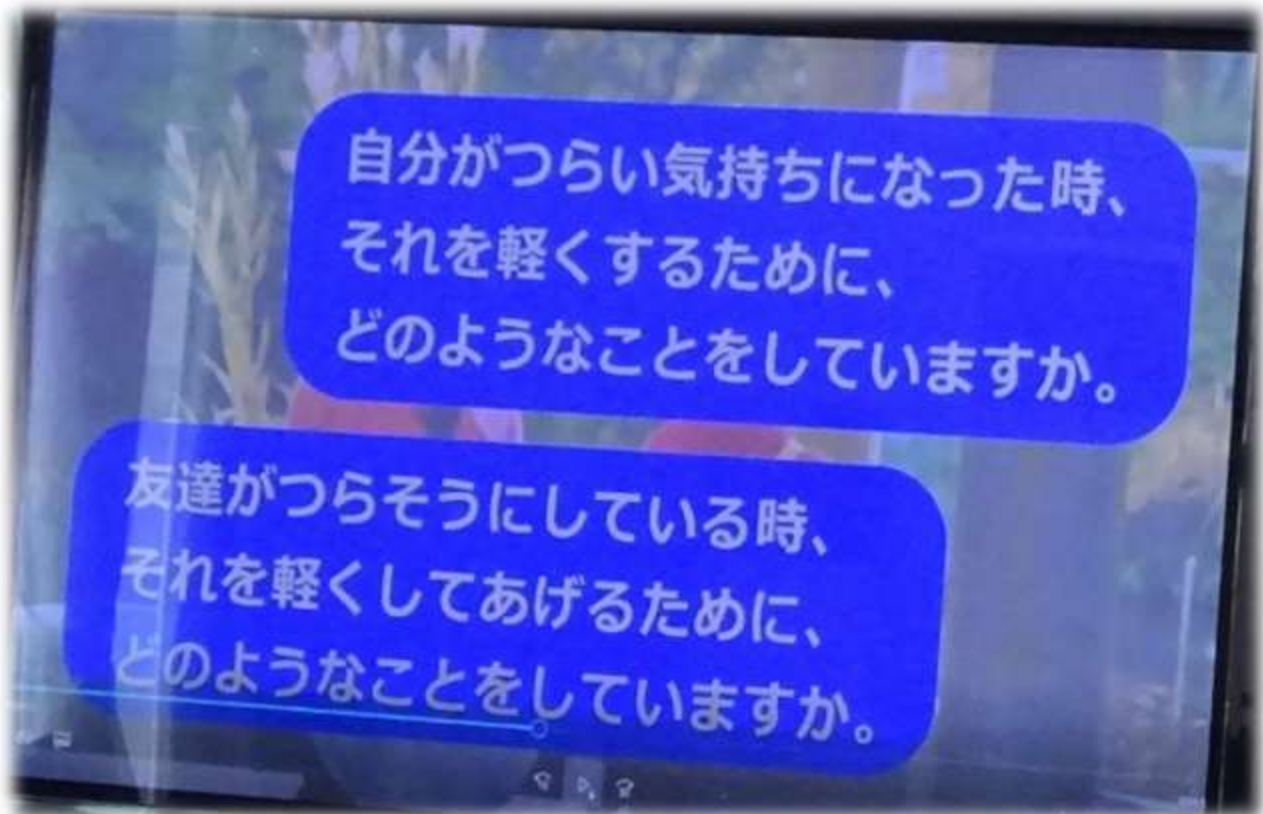 自分がつらい気持ちになった時、
それを軽くするために、
どのようなことをしていますか。
友達がつらそうにしている時、
それを軽くしてあげるために、
どのようなことをしていますか。